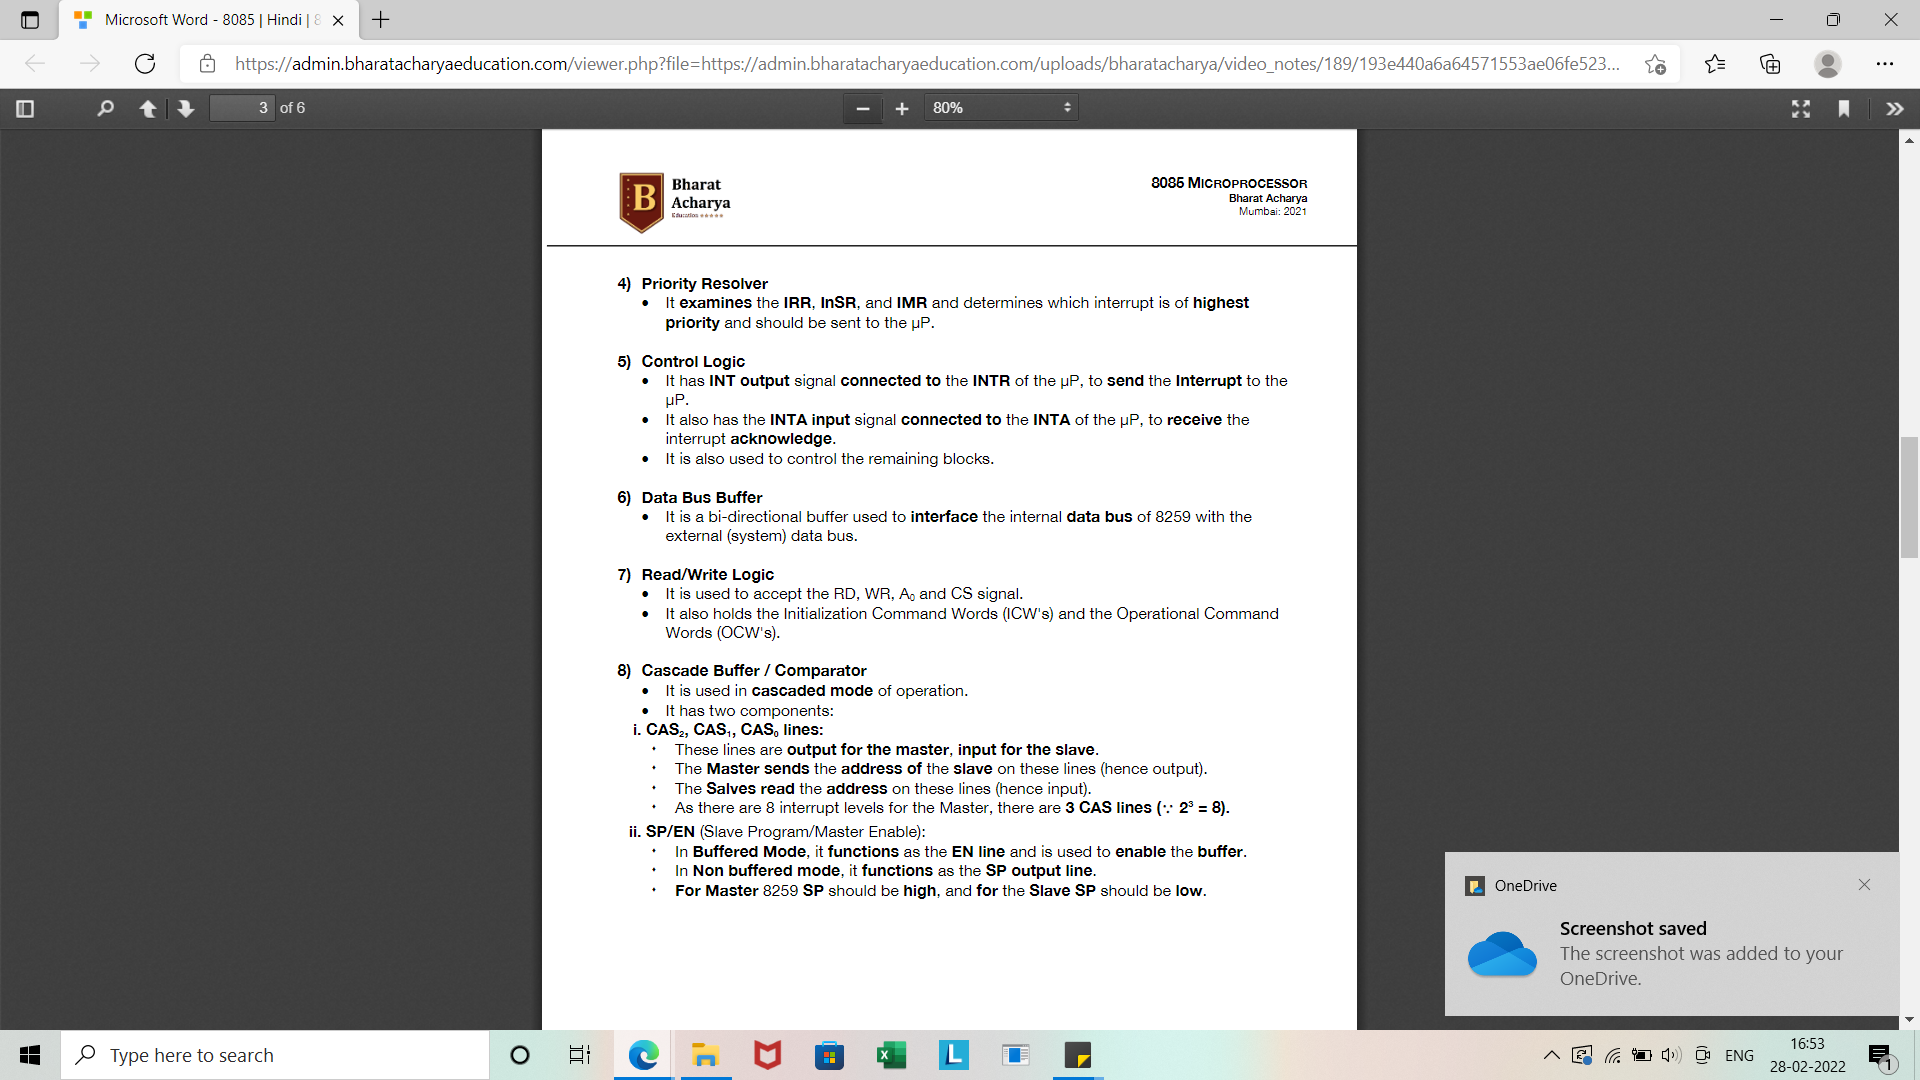 Microsoft Word - 8085 | Hindi | 8
https://admin.bharatacharyaeducation.com/viewer.php?file=https://admin.bharatacharyaeducation.com/uploads/bharatacharya/video_notes/189/193e440a6a64571553ae06fe523...
3 of 6
80%
Bharat
Acharya
Education
8085 MICROPROCESSOR
Bharat Acharya
Mumbai: 2021
4) Priority Resolver
• It examines the IRR, InSR, and IMR and determines which interrupt is of highest
priority and should be sent to the µP.
5) Control Logic
• It has INT output signal connected to the INTR of the µP, to send the Interrupt to the
µP.
• It also has the INTA input signal connected to the INTA of the µP, to receive the
interrupt acknowledge.
• It is also used to control the remaining blocks.
6) Data Bus Buffer
• It is a bi-directional buffer used to interface the internal data bus of 8259 with the
external (system) data bus.
7) Read/Write Logic
• It is used to accept the RD, WR, A₀ and CS signal.
• It also holds the Initialization Command Words (ICW's) and the Operational Command
Words (OCW's).
8) Cascade Buffer / Comparator
• It is used in cascaded mode of operation.
• It has two components:
i. CAS₂, CAS₁, CAS₀ lines:
• These lines are output for the master, input for the slave.
• The Master sends the address of the slave on these lines (hence output).
• The Salves read the address on these lines (hence input).
• As there are 8 interrupt levels for the Master, there are 3 CAS lines (∵ 2³ = 8).
ii. SP/EN (Slave Program/Master Enable):
• In Buffered Mode, it functions as the EN line and is used to enable the buffer.
• In Non buffered mode, it functions as the SP output line.
• For Master 8259 SP should be high, and for the Slave SP should be low.
OneDrive
Screenshot saved
The screenshot was added to your
OneDrive.
Type here to search
ENG
16:53
28-02-2022
1